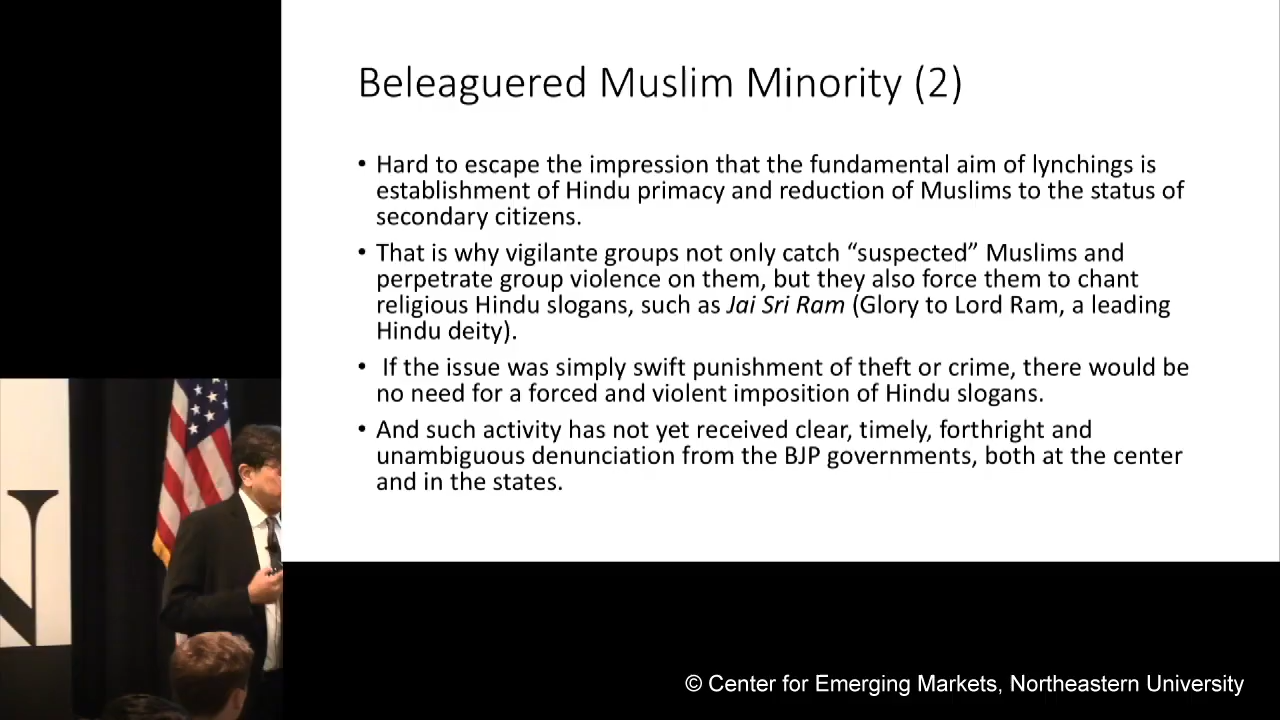 Beleaguered Muslim Minority (2)
• Hard to escape the impression that the fundamental aim of lynchings is
establishment of Hindu primacy and reduction of Muslims to the status of
secondary citizens.
• That is why vigilante groups not only catch “suspected” Muslims and
perpetrate group violence on them, but they also force them to chant
religious Hindu slogans, such as Jai Sri Ram (Glory to Lord Ram, a leading
Hindu deity).
• If the issue was simply swift punishment of theft or crime, there would be
no need for a forced and violent imposition of Hindu slogans.
• And such activity has not yet received clear, timely, forthright and
unambiguous denunciation from the BJP governments, both at the center
and in the states.
N
© Center for Emerging Markets, Northeastern University